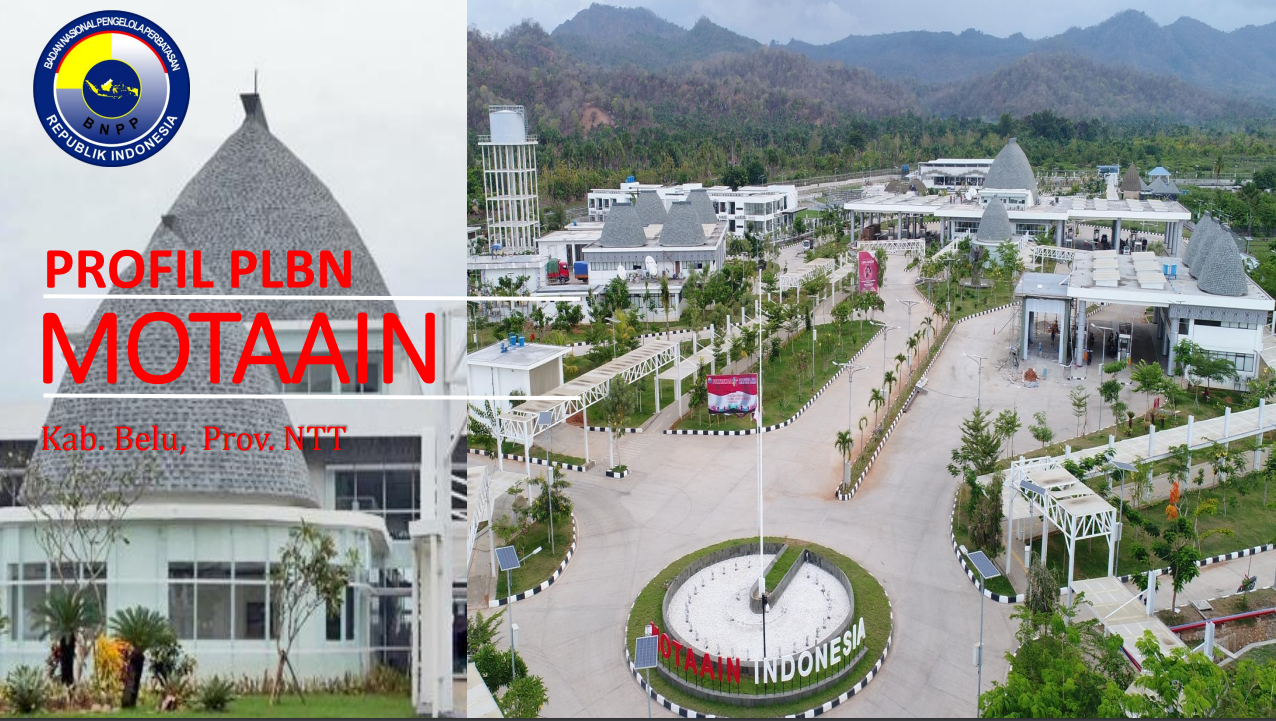 BADAN NASIONAL PENGELOLA PERBATASAN
BNPP
REPUBLIK INDONESIA
PROFIL PLBN
MOTAAIN
Kab. Belu, Prov. NTT
MOTAAIN INDONESIA